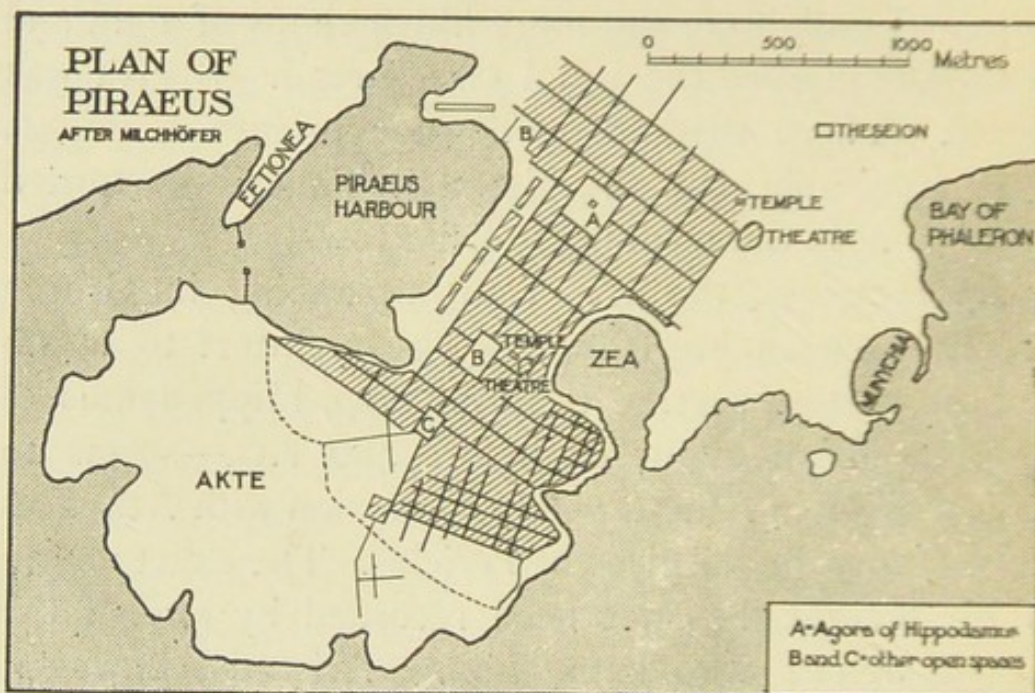 PLAN OF
PIRAEUS
AFTER MILCHHÖFER
0 500 1000
Metres
EETIONEA
PIRAEUS
HARBOUR
B
A
THESEION
TEMPLE
THEATRE
BAY OF
PHALERON
B
TEMPLE
THEATRE
ZEA
MUNYCHIA
C
AKTE
A=Agora of Hippodamus
B and C=other open spaces